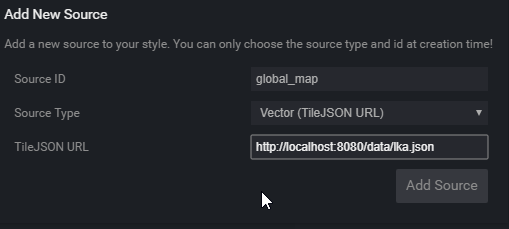 Add New Source
Add a new source to your style. You can only choose the source type and id at creation time!
Source ID global_map
Source Type Vector (TileJSON URL)
TileJSON URL http://localhost:8080/data/lka.json
Add Source